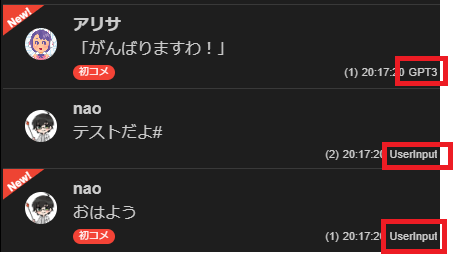 New!
アリサ
「がんばりますわ！」
初コメ
(1) 20:17:20 GPT3
nao
テストだよ#
(2) 20:17:20 UserInput
New!
nao
おはよう
初コメ
(1) 20:17:20 UserInput